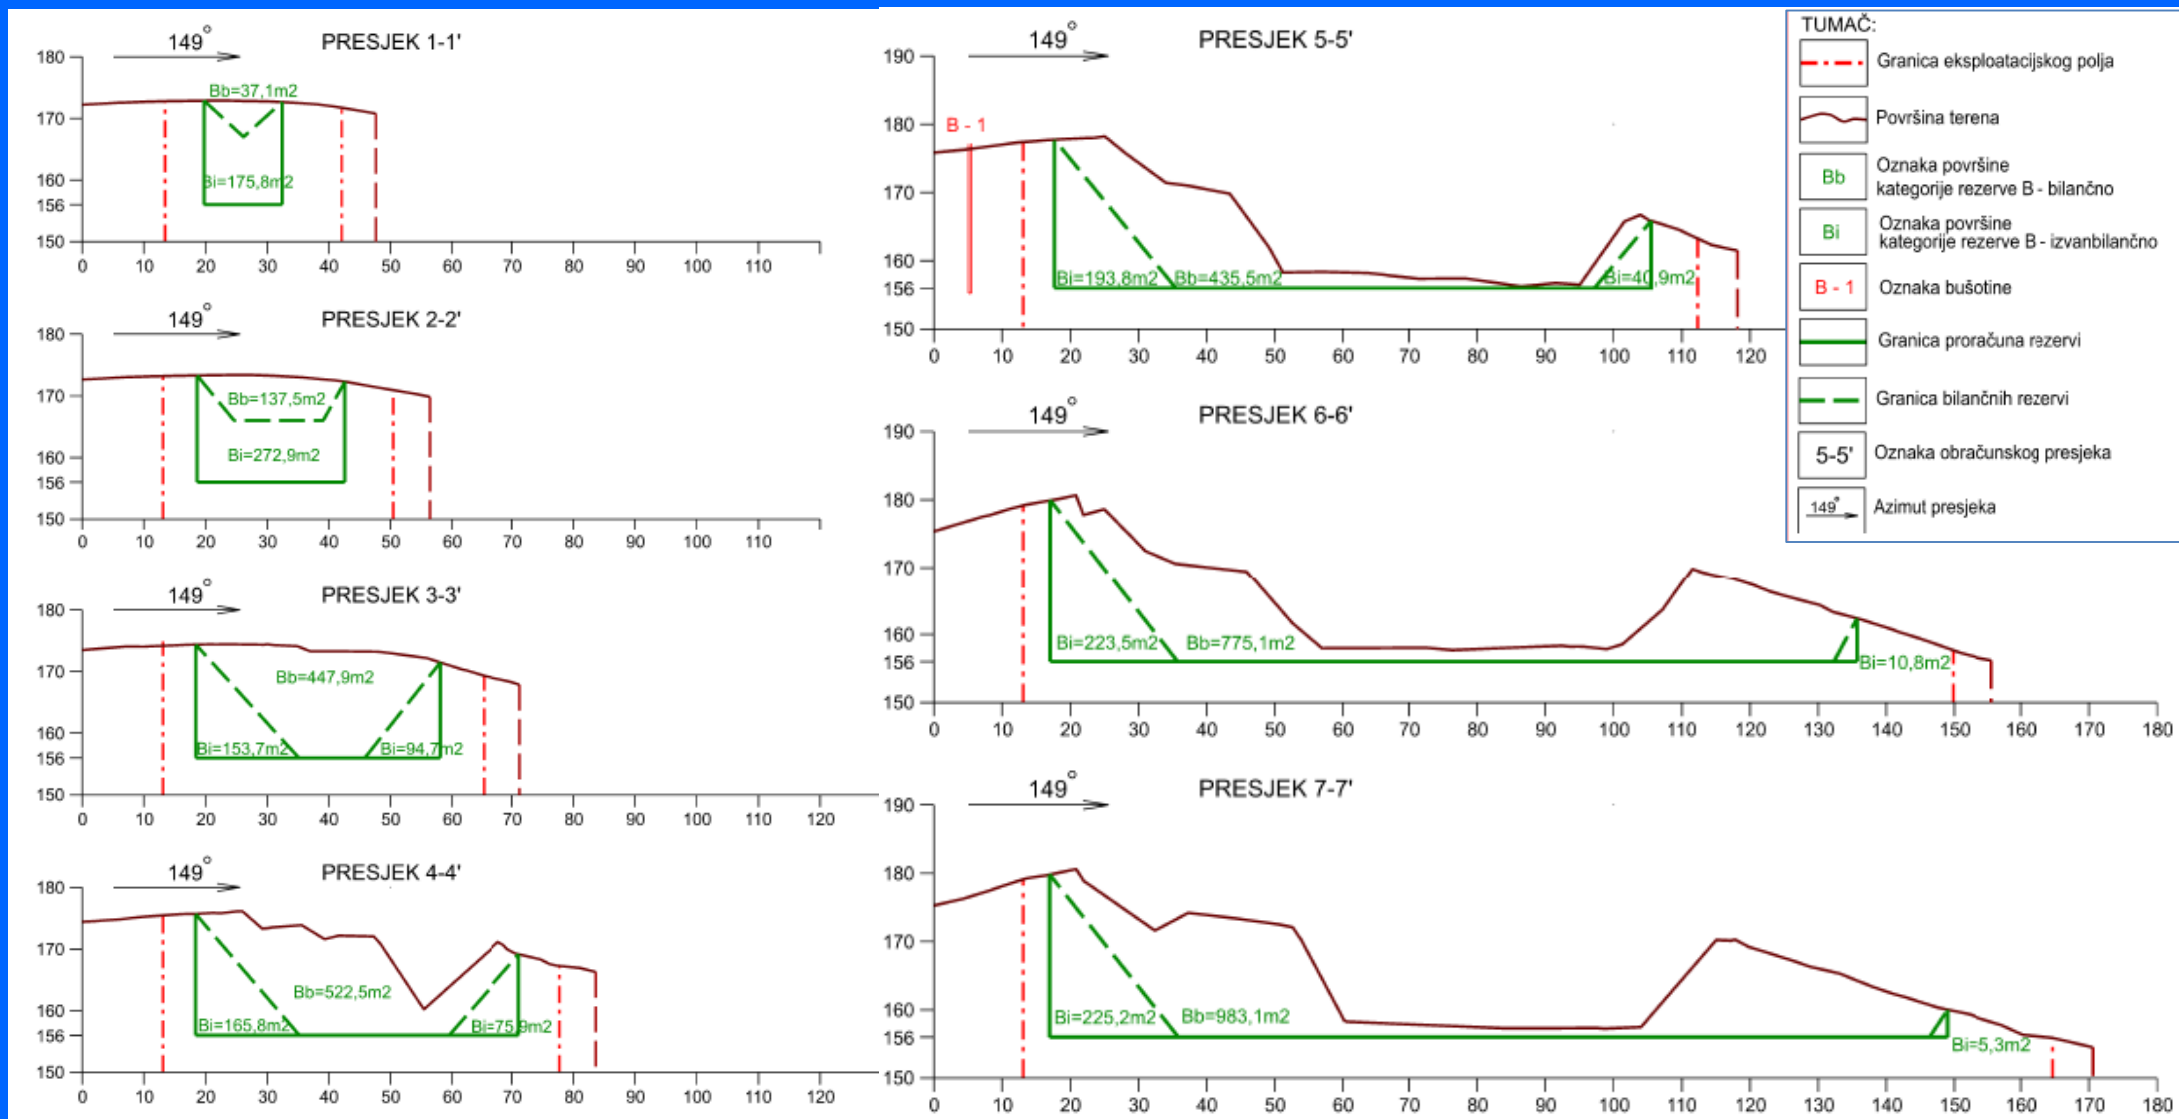 PRESJEK 1-1'
149°
180
170
160
156
150
Bb=37,1m2
Bi=175,8m2
0 10 20 30 40 50 60 70 80 90 100 110
PRESJEK 2-2'
149°
180
170
160
156
150
Bb=137,5m2
Bi=272,9m2
0 10 20 30 40 50 60 70 80 90 100 110
PRESJEK 3-3'
149°
180
170
160
156
150
Bb=447,9m2
Bi=153,7m2 Bi=94,7m2
0 10 20 30 40 50 60 70 80 90 100 110 120
PRESJEK 4-4'
149°
180
170
160
156
150
Bb=522,5m2
Bi=165,8m2 Bi=75,9m2
0 10 20 30 40 50 60 70 80 90 100 110
PRESJEK 5-5'
149°
190
180
170
160
156
150
B - 1
Bi=193,8m2 Bb=435,5m2 Bi=40,9m2
0 10 20 30 40 50 60 70 80 90 100 110 120
PRESJEK 6-6'
149°
190
180
170
160
156
150
Bi=223,5m2 Bb=775,1m2 Bi=10,8m2
0 10 20 30 40 50 60 70 80 90 100 110 120 130 140 150 160 170 180
PRESJEK 7-7'
149°
190
180
170
160
156
150
Bi=225,2m2 Bb=983,1m2 Bi=5,3m2
0 10 20 30 40 50 60 70 80 90 100 110 120 130 140 150 160 170 180
TUMAČ:
Granica eksploatacijskog polja
Površina terena
Bb Oznaka površine
kategorije rezerve B - bilančno
Bi Oznaka površine
kategorije rezerve B - izvanbilančno
B - 1 Oznaka bušotine
Granica proračuna rezervi
Granica bilančnih rezervi
5-5' Oznaka obračunskog presjeka
149° Azimut presjeka